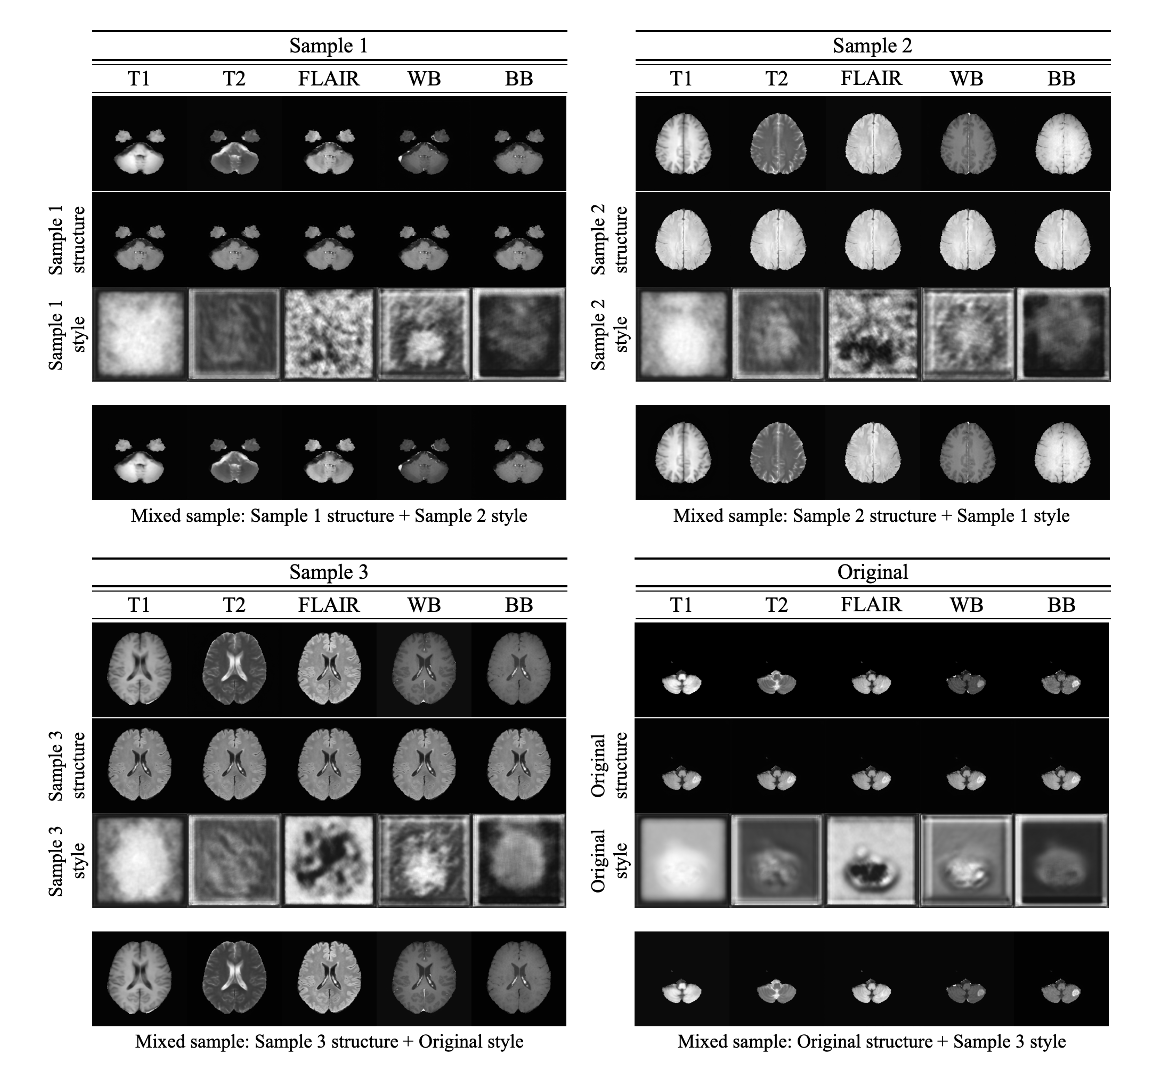 Sample 1
T1 T2 FLAIR WB BB
Sample 1
structure
Sample 1
style
Mixed sample: Sample 1 structure + Sample 2 style
Sample 2
T1 T2 FLAIR WB BB
Sample 2
structure
Sample 2
style
Mixed sample: Sample 2 structure + Sample 1 style
Sample 3
T1 T2 FLAIR WB BB
Sample 3
structure
Sample 3
style
Mixed sample: Sample 3 structure + Original style
Original
T1 T2 FLAIR WB BB
Original
structure
Original
style
Mixed sample: Original structure + Sample 3 style